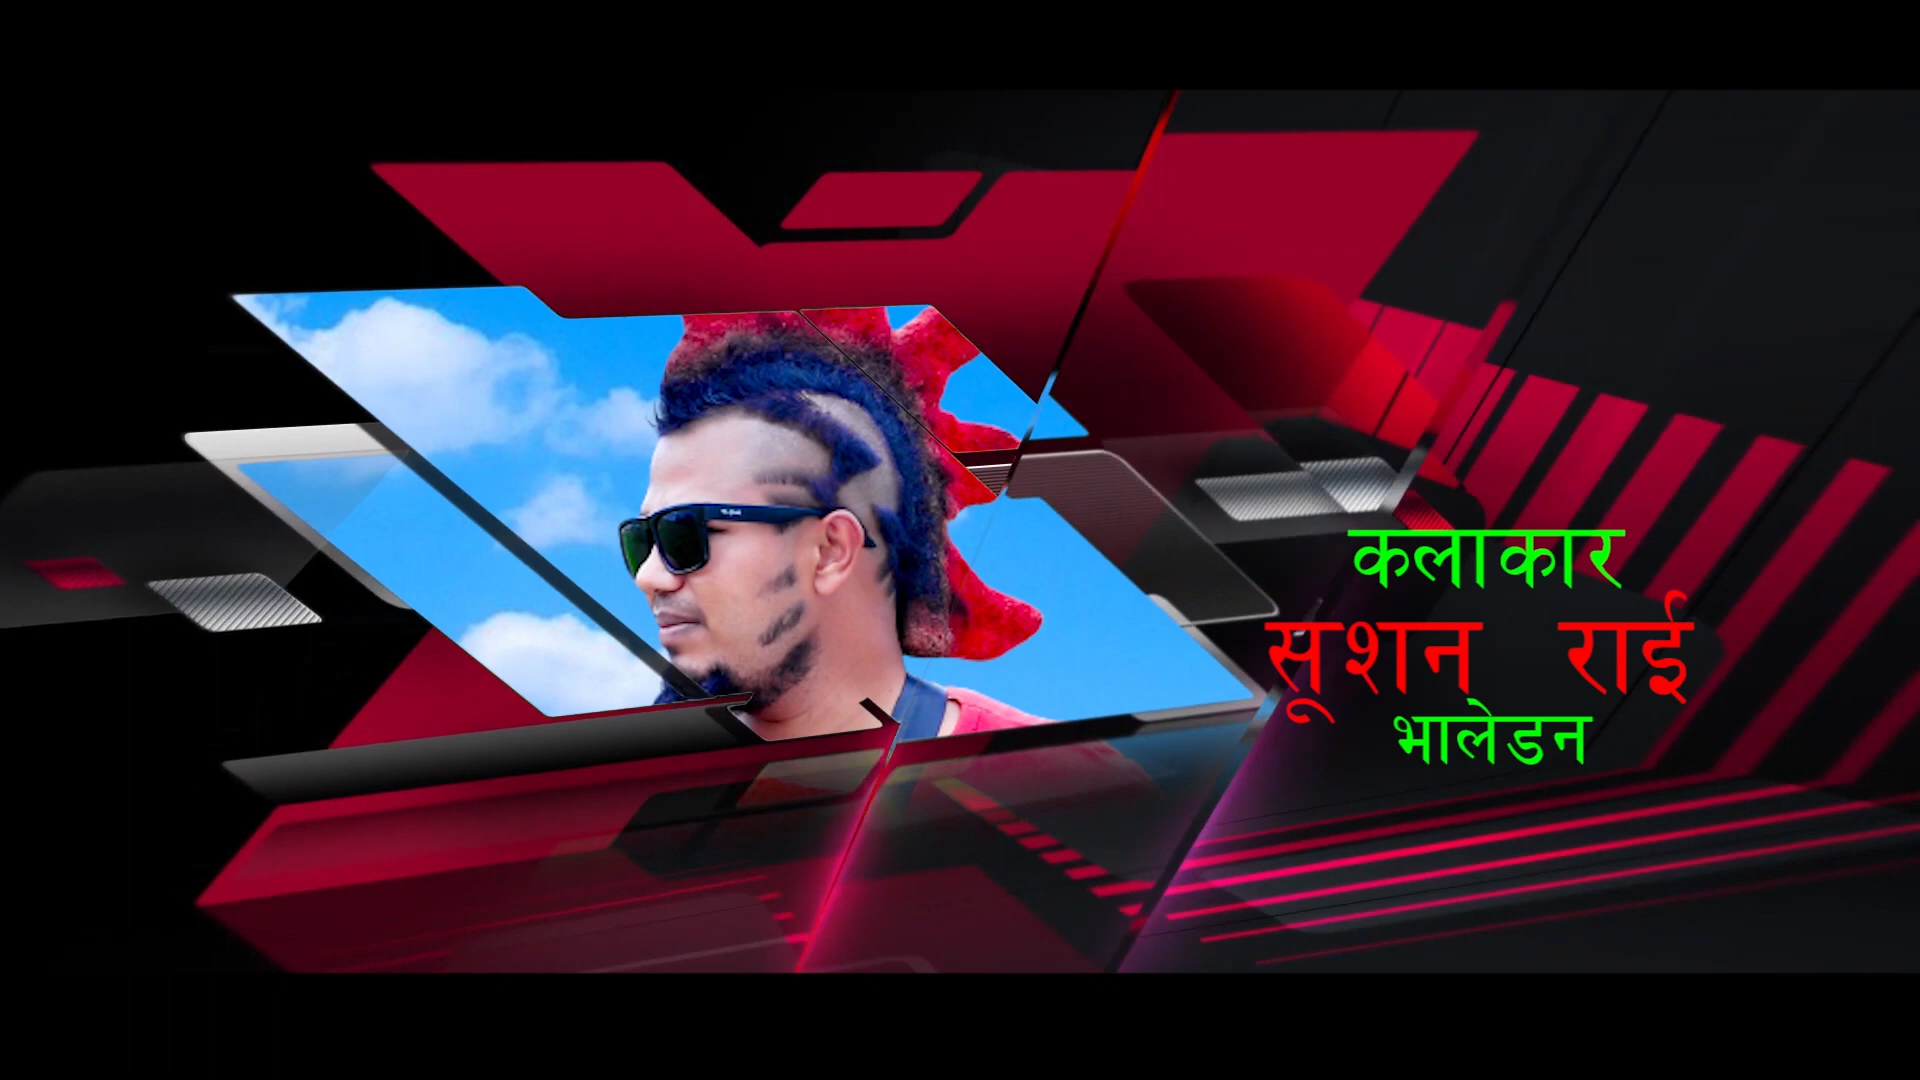 कलाकार
सूशन राई
भालेडन